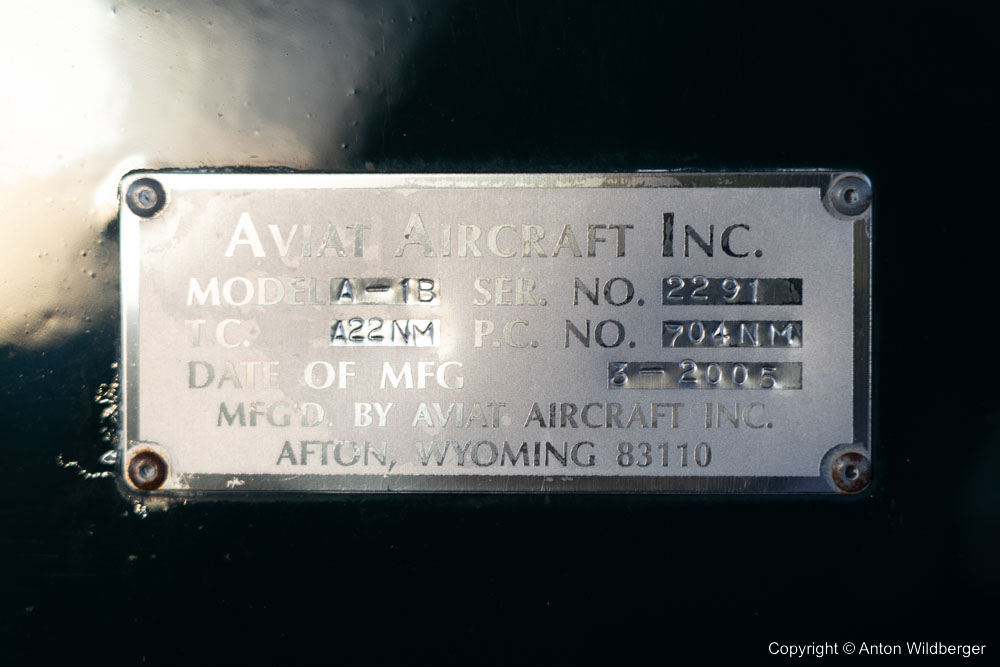 AVIAT AIRCRAFT INC.
MODEL A-1B SER. NO. 2291
T.C. A22NM P.C. NO. 704NM
DATE OF MFG 3-2005
MFG'D. BY AVIAT AIRCRAFT INC.
AFTON, WYOMING 83110
Copyright © Anton Wildberger